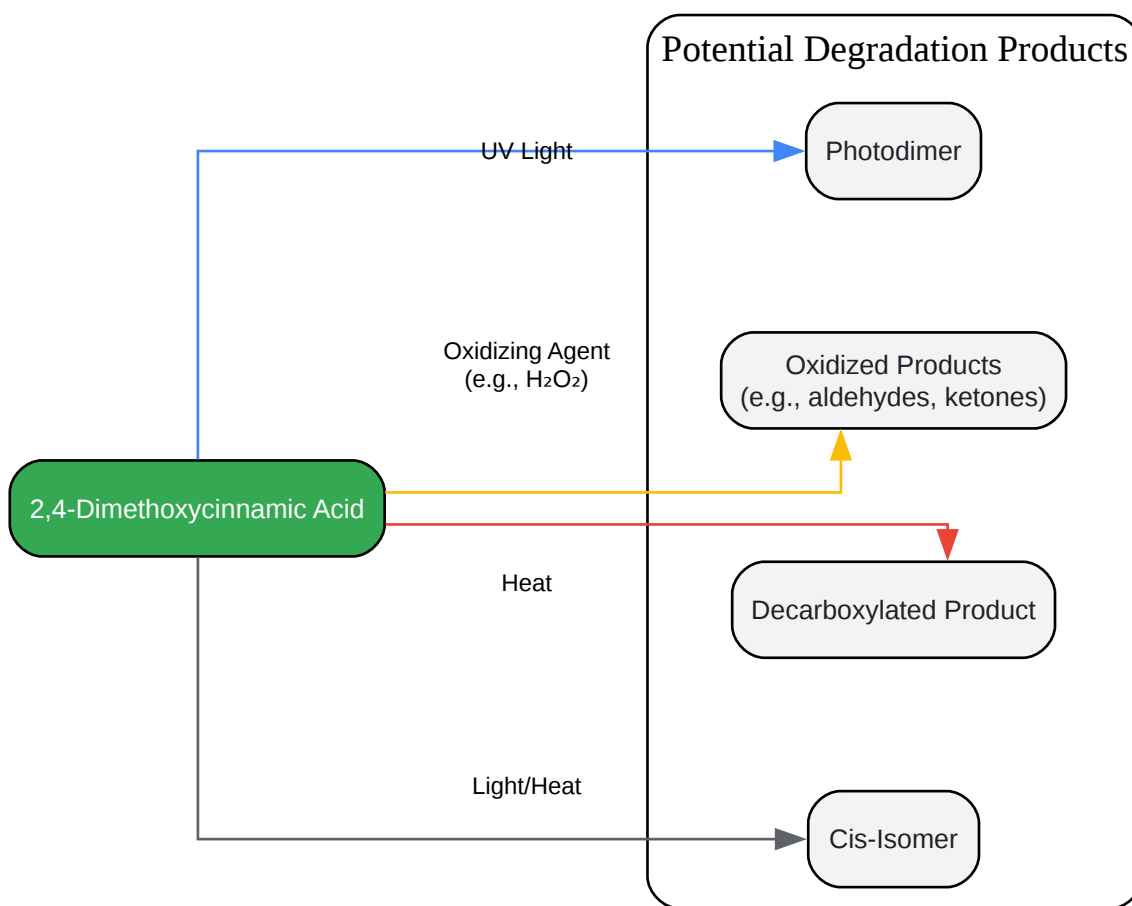 Potential Degradation Products
UV Light
Photodimer
Oxidizing Agent
(e.g., H₂O₂)
Oxidized Products
(e.g., aldehydes, ketones)
2,4-Dimethoxycinnamic Acid
Heat
Decarboxylated Product
Light/Heat
Cis-Isomer